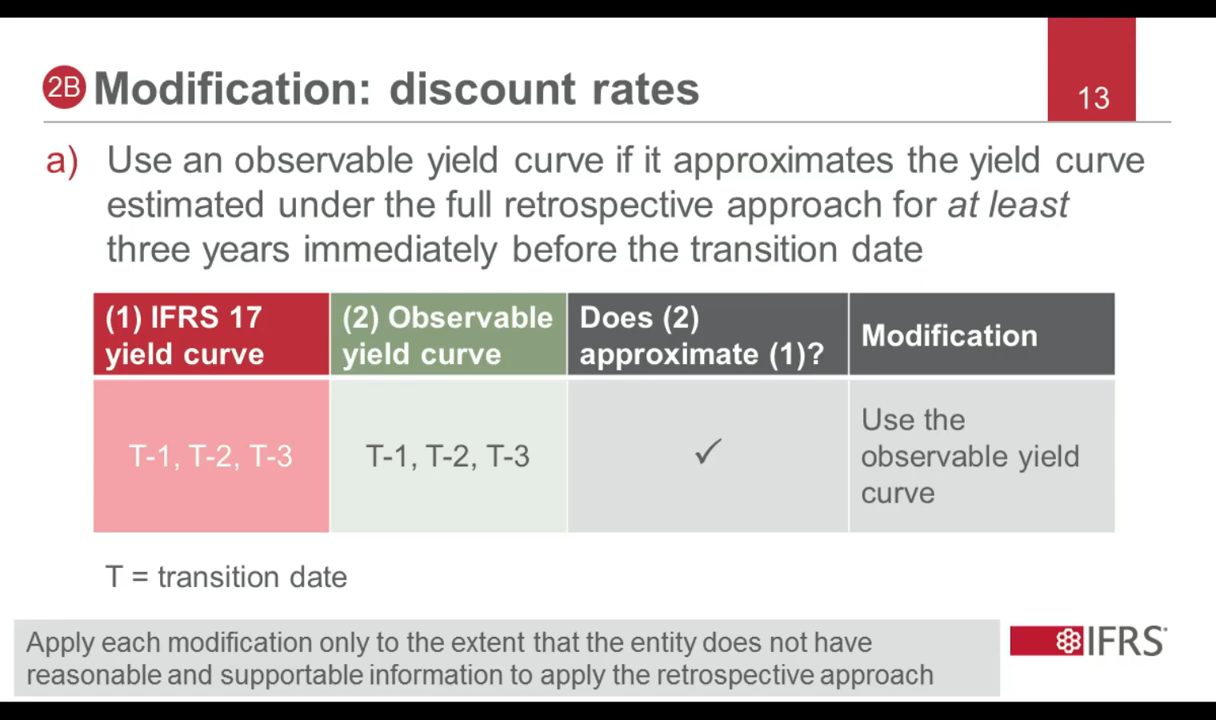 2B Modification: discount rates
13
a) Use an observable yield curve if it approximates the yield curve
estimated under the full retrospective approach for at least
three years immediately before the transition date
(1) IFRS 17
yield curve
(2) Observable
yield curve
Does (2)
approximate (1)?
Modification
T-1, T-2, T-3
T-1, T-2, T-3
✓
Use the
observable yield
curve
T = transition date
Apply each modification only to the extent that the entity does not have
reasonable and supportable information to apply the retrospective approach
IFRS